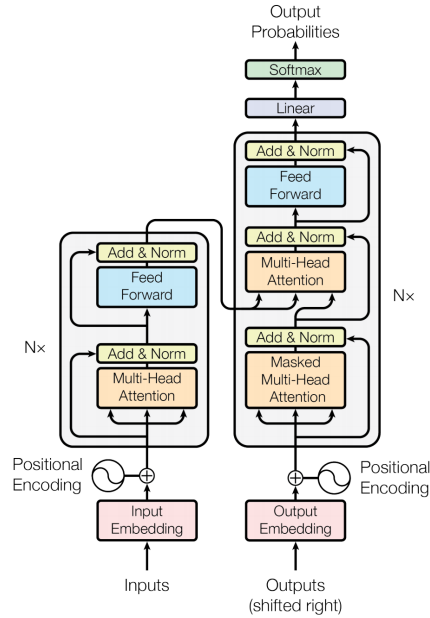 Output
Probabilities
Softmax
Linear
Add & Norm
Feed
Forward
Add & Norm
Multi-Head
Attention
Add & Norm
Masked
Multi-Head
Attention
N×
Add & Norm
Feed
Forward
Add & Norm
Multi-Head
Attention
N×
Positional
Encoding
Positional
Encoding
Input
Embedding
Output
Embedding
Inputs
Outputs
(shifted right)